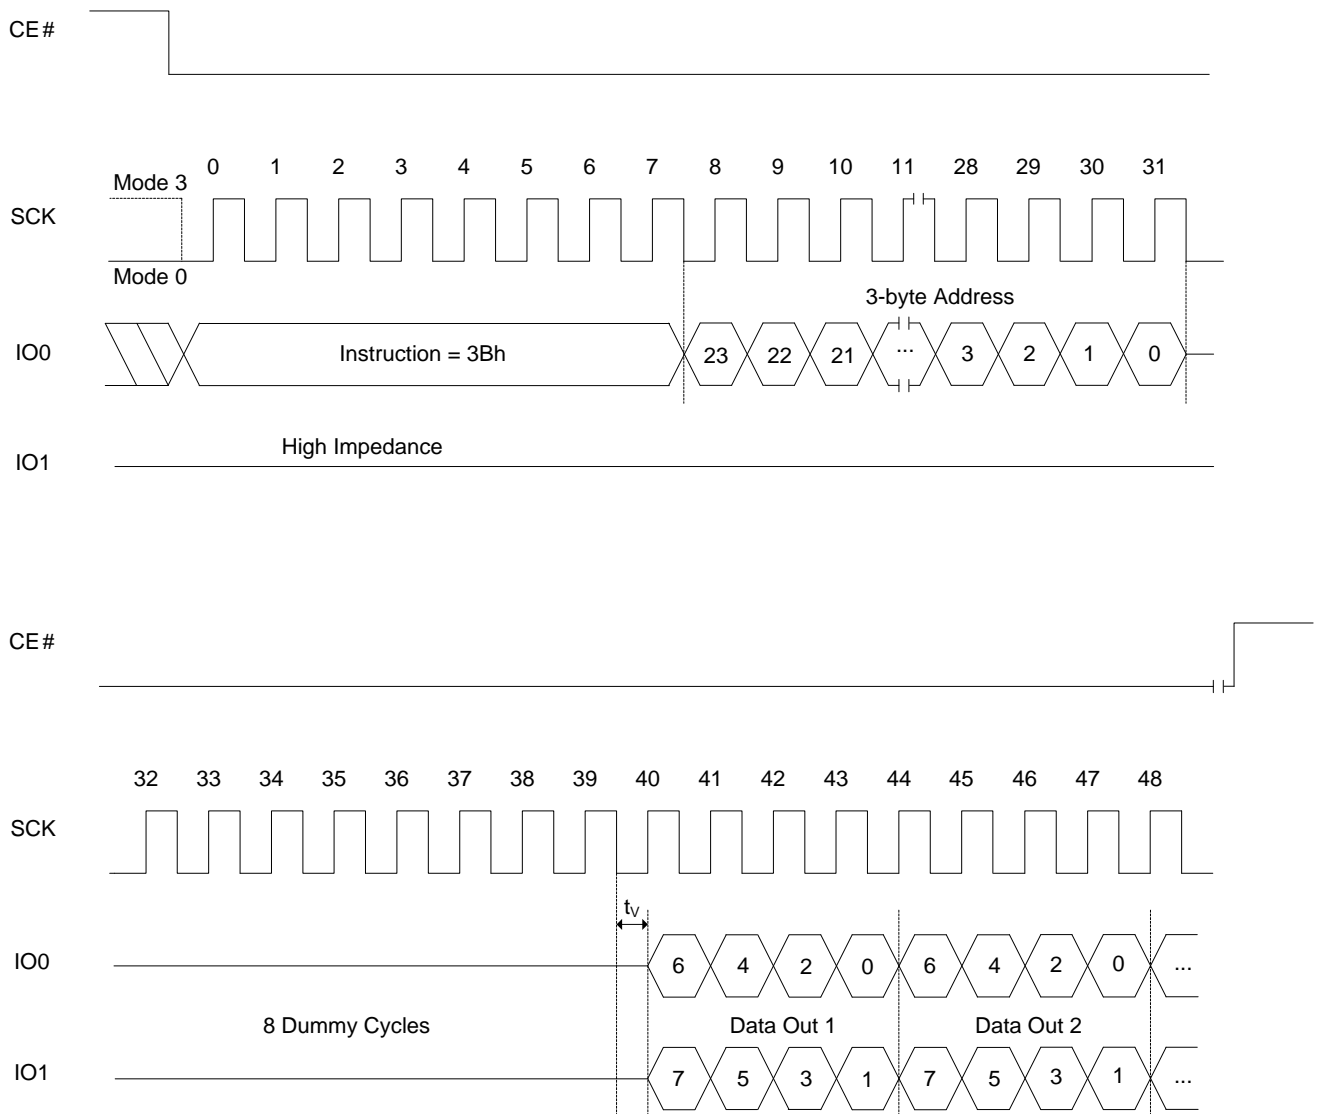 CE#
0 1 2 3 4 5 6 7 8 9 10 11 28 29 30 31
Mode 3
SCK
Mode 0
3-byte Address
IO0 Instruction = 3Bh 23 22 21 ... 3 2 1 0
High Impedance
IO1
CE#
32 33 34 35 36 37 38 39 40 41 42 43 44 45 46 47 48
SCK
tV
IO0 6 4 2 0 6 4 2 0 ...
8 Dummy Cycles Data Out 1 Data Out 2
IO1 7 5 3 1 7 5 3 1 ...